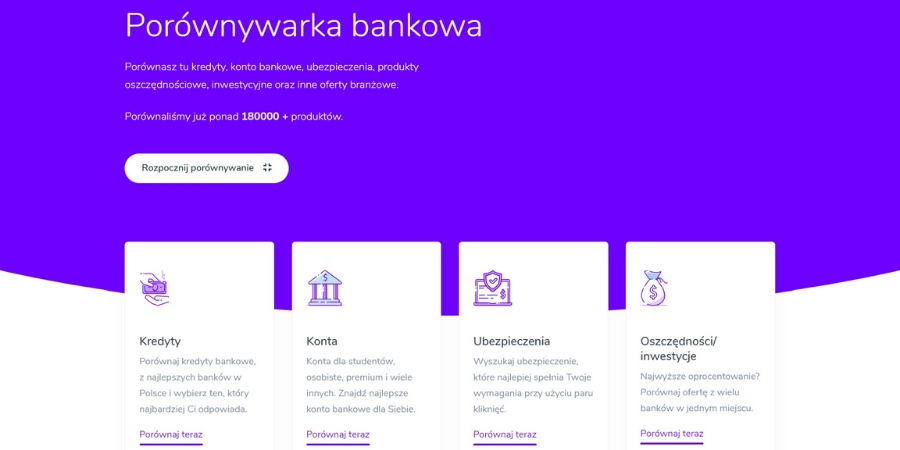 Porównywarka bankowa
Porównasz tu kredyty, konto bankowe, ubezpieczenia, produkty
oszczędnościowe, inwestycyjne oraz inne oferty branżowe.
Porównaliśmy już ponad 180000 + produktów.
Rozpocznij porównywanie
Kredyty
Porównaj kredyty bankowe,
z najlepszych banków w
Polsce i wybierz ten, który
najbardziej Ci odpowiada.
Porównaj teraz
Konta
Konta dla studentów,
osobiste, premium i wiele
innych. Znajdź najlepsze
konto bankowe dla Siebie.
Porównaj teraz
Ubezpieczenia
Wyszukaj ubezpieczenie,
które najlepiej spełnia Twoje
wymagania przy użyciu paru
kliknięć.
Porównaj teraz
Oszczędności/
inwestycje
Najwyższe oprocentowanie?
Porównaj ofertę z wielu
banków w jednym miejscu.
Porównaj teraz